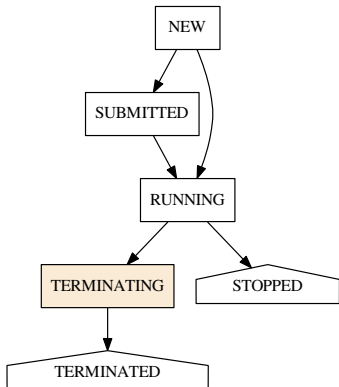 NEW
SUBMITTED
RUNNING
TERMINATING
STOPPED
TERMINATED